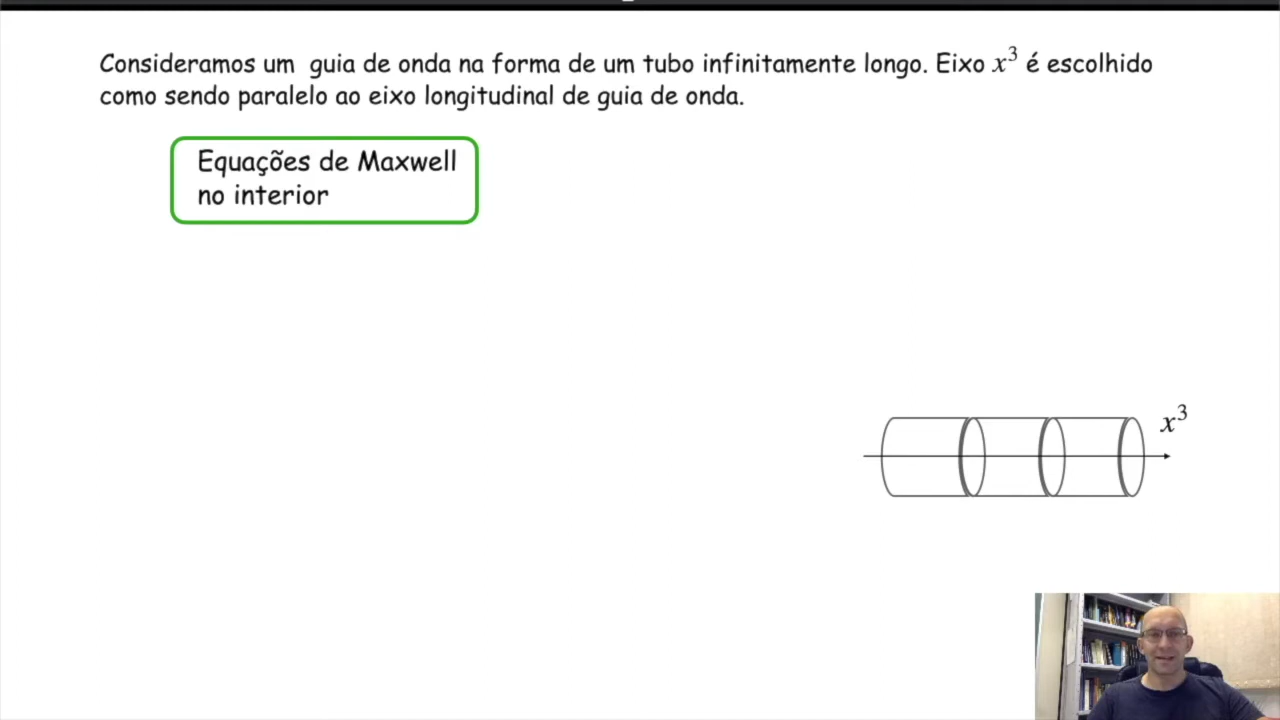 Consideramos um guia de onda na forma de um tubo infinitamente longo. Eixo x³ é escolhido
como sendo paralelo ao eixo longitudinal de guia de onda.
Equações de Maxwell
no interior
x³